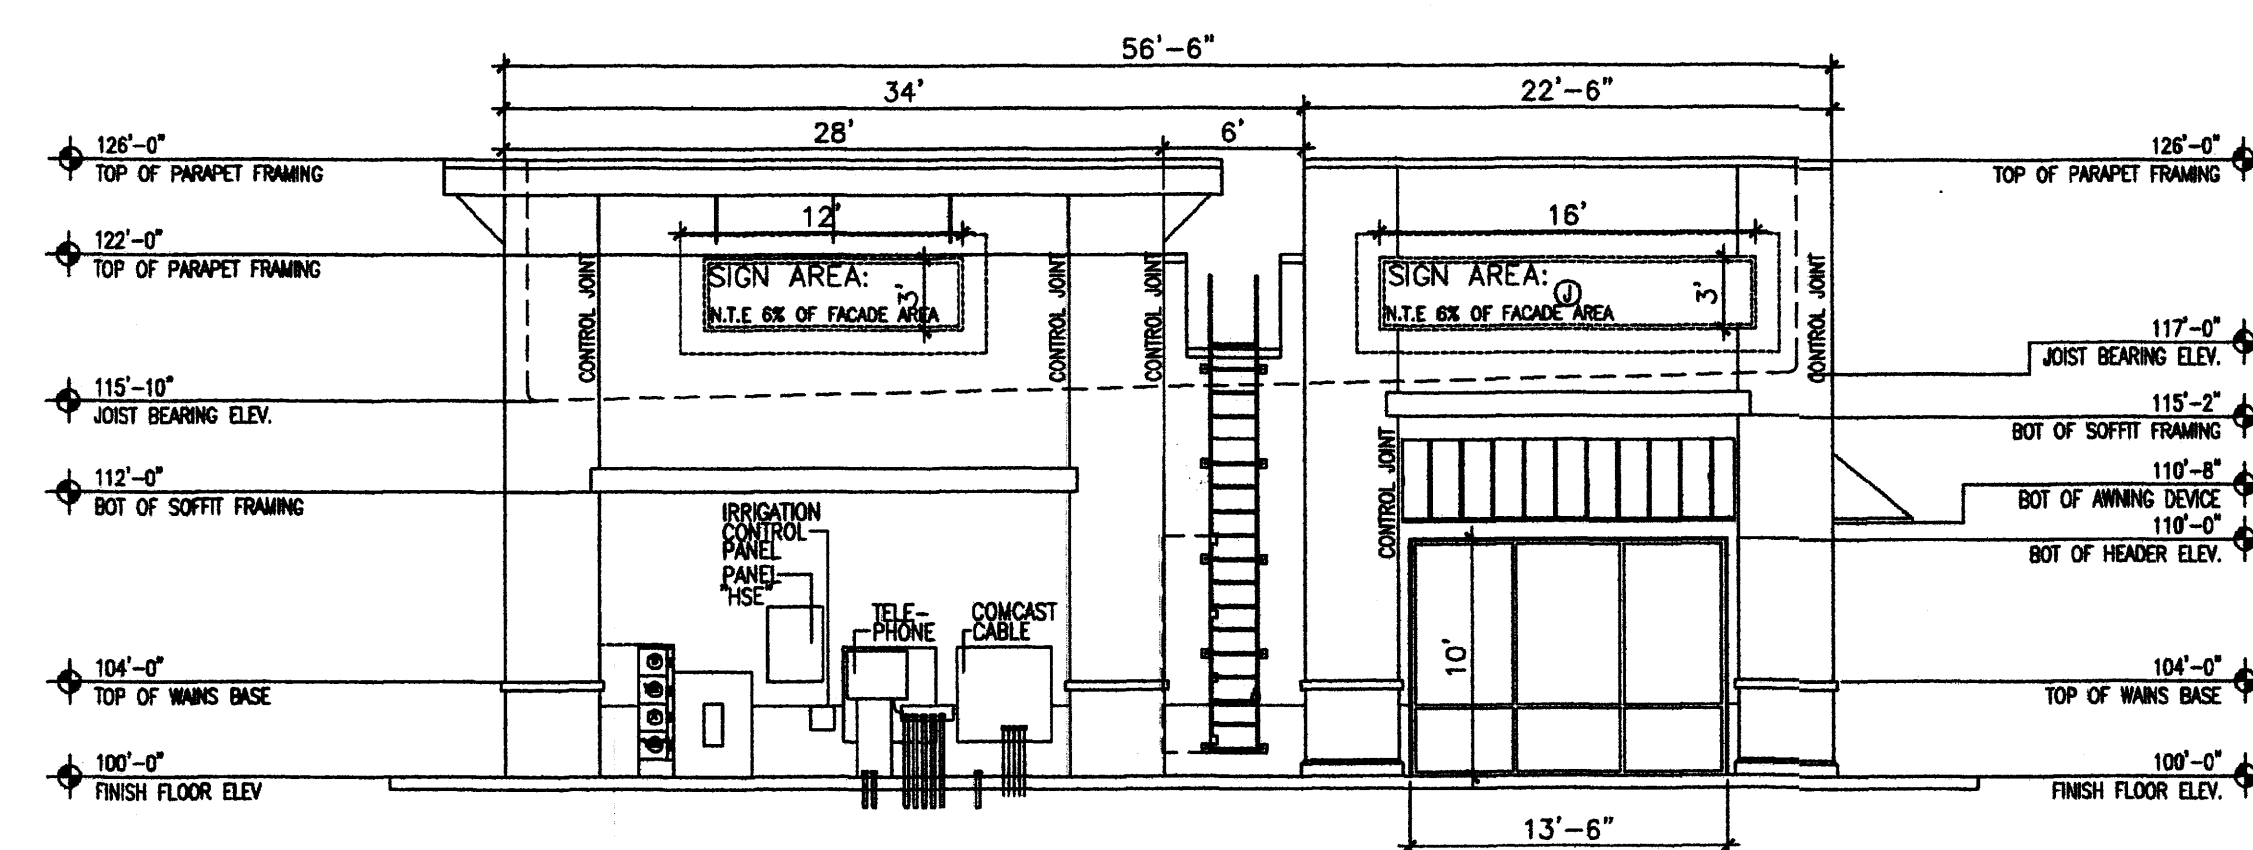 56'-6"
34'
22'-6"
28'
6'
126'-0"
TOP OF PARAPET FRAMING
126'-0"
TOP OF PARAPET FRAMING
12'
16'
122'-0"
TOP OF PARAPET FRAMING
CONTROL JOINT
SIGN AREA:
3'
N.T.E 6% OF FACADE AREA
CONTROL JOINT
CONTROL JOINT
SIGN AREA:
J
3'
N.T.E 6% OF FACADE AREA
CONTROL JOINT
117'-0"
JOIST BEARING ELEV.
115'-10"
JOIST BEARING ELEV.
115'-2"
BOT OF SOFFIT FRAMING
CONTROL JOINT
112'-0"
BOT OF SOFFIT FRAMING
110'-8"
BOT OF AWNING DEVICE
110'-0"
BOT OF HEADER ELEV.
IRRIGATION
CONTROL
PANEL
PANEL
"HSE"
TELE-
PHONE
COMCAST
CABLE
10'
104'-0"
TOP OF WAINS BASE
104'-0"
TOP OF WAINS BASE
100'-0"
FINISH FLOOR ELEV
100'-0"
FINISH FLOOR ELEV.
13'-6"